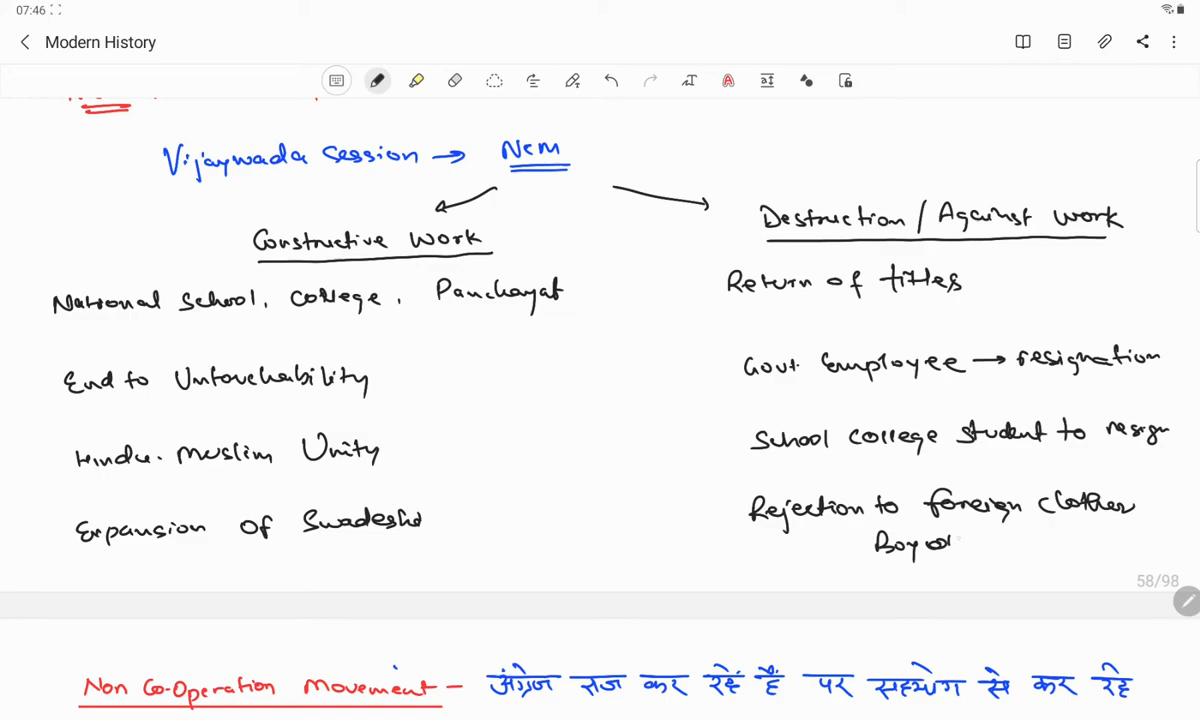 07:46
Modern History
Vijaywada Session → NCM
Constructive Work
Destruction / Against work
National School, College, Panchayat
Return of titles
End to Untouchability
Govt. Employee → resignation
Hindu-Muslim Unity
School college student to resign
Expansion of Swadeshi
Rejection to foreign clothes
58/98
Non Co-Operation Movement - अंग्रेज राज कर रहे हैं पर सहयोग से कर रहे